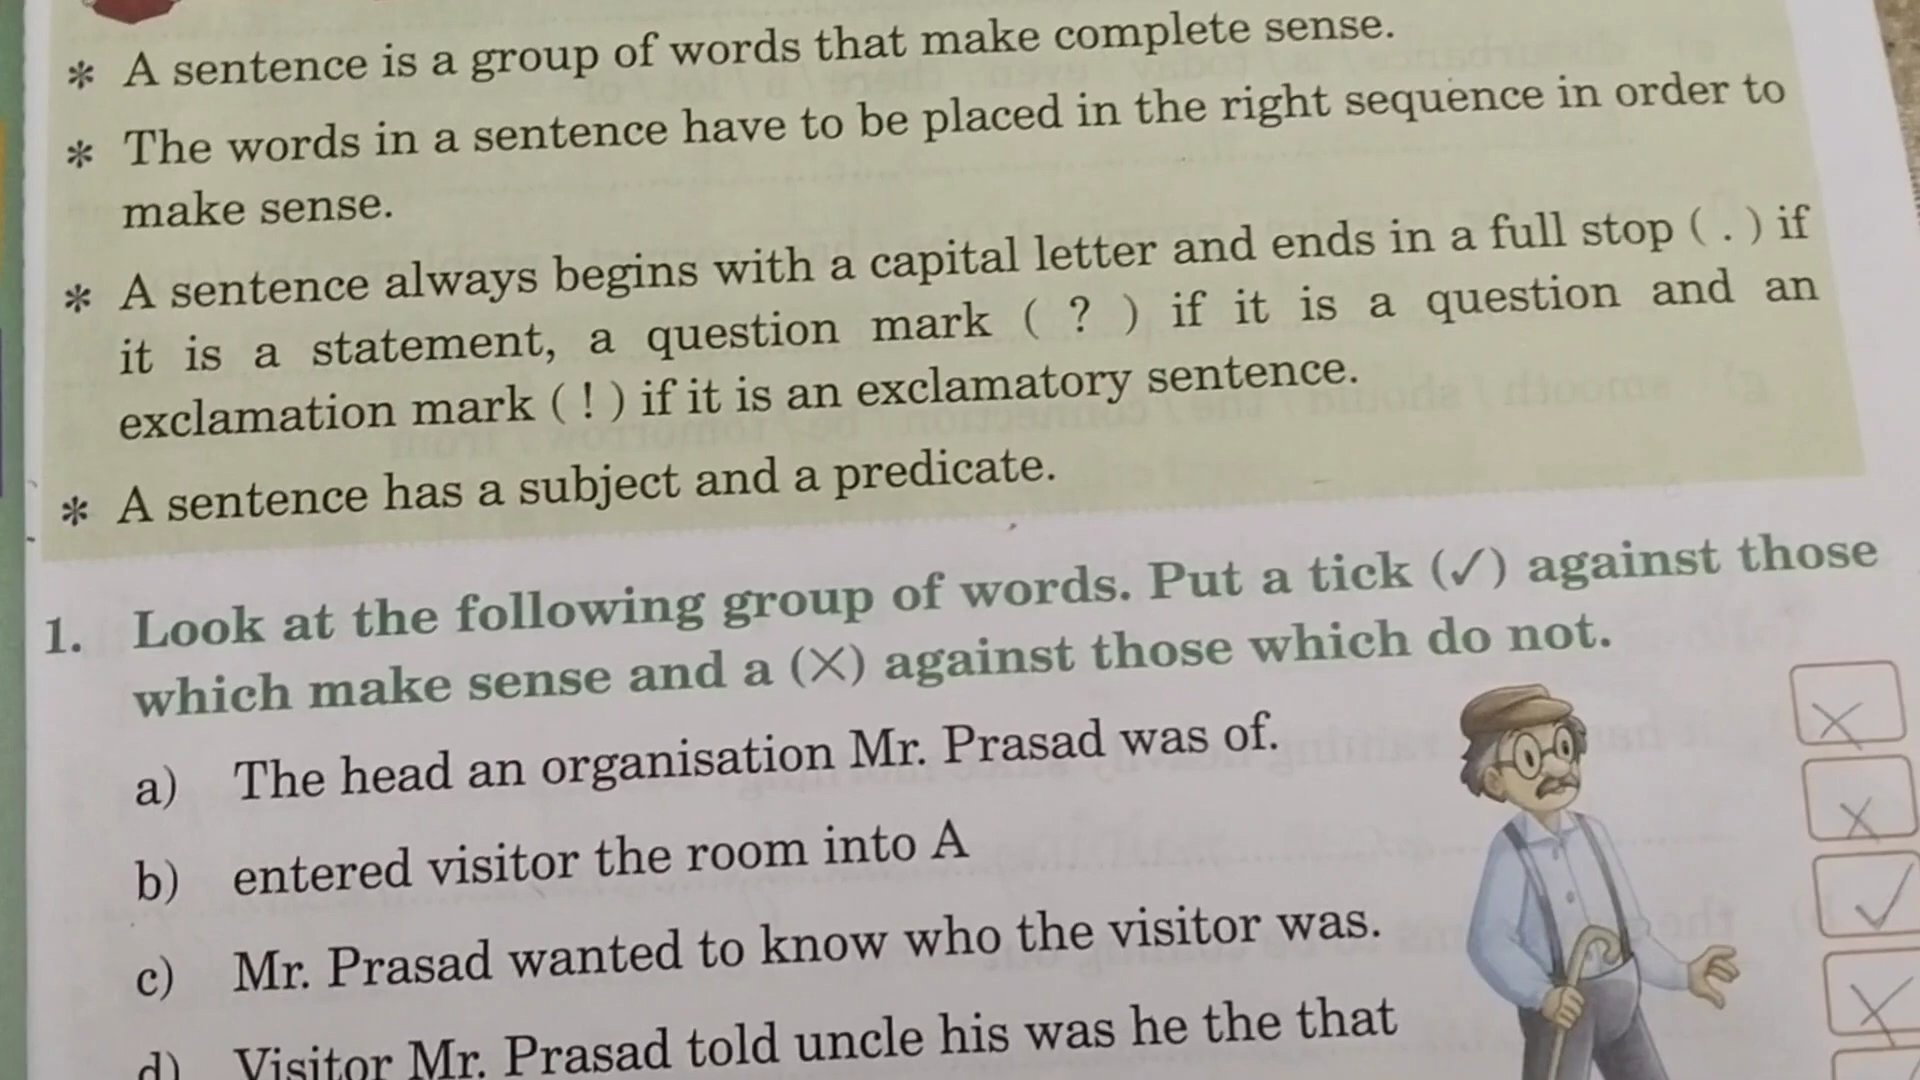 * A sentence is a group of words that make complete sense.
* The words in a sentence have to be placed in the right sequence in order to
make sense.
* A sentence always begins with a capital letter and ends in a full stop ( . ) if
it is a statement, a question mark ( ? ) if it is a question and an
exclamation mark ( ! ) if it is an exclamatory sentence.
* A sentence has a subject and a predicate.
1. Look at the following group of words. Put a tick (✓) against those
which make sense and a (X) against those which do not.
a) The head an organisation Mr. Prasad was of. X
b) entered visitor the room into A X
c) Mr. Prasad wanted to know who the visitor was. ✓
d) Visitor Mr. Prasad told uncle his was he the that X